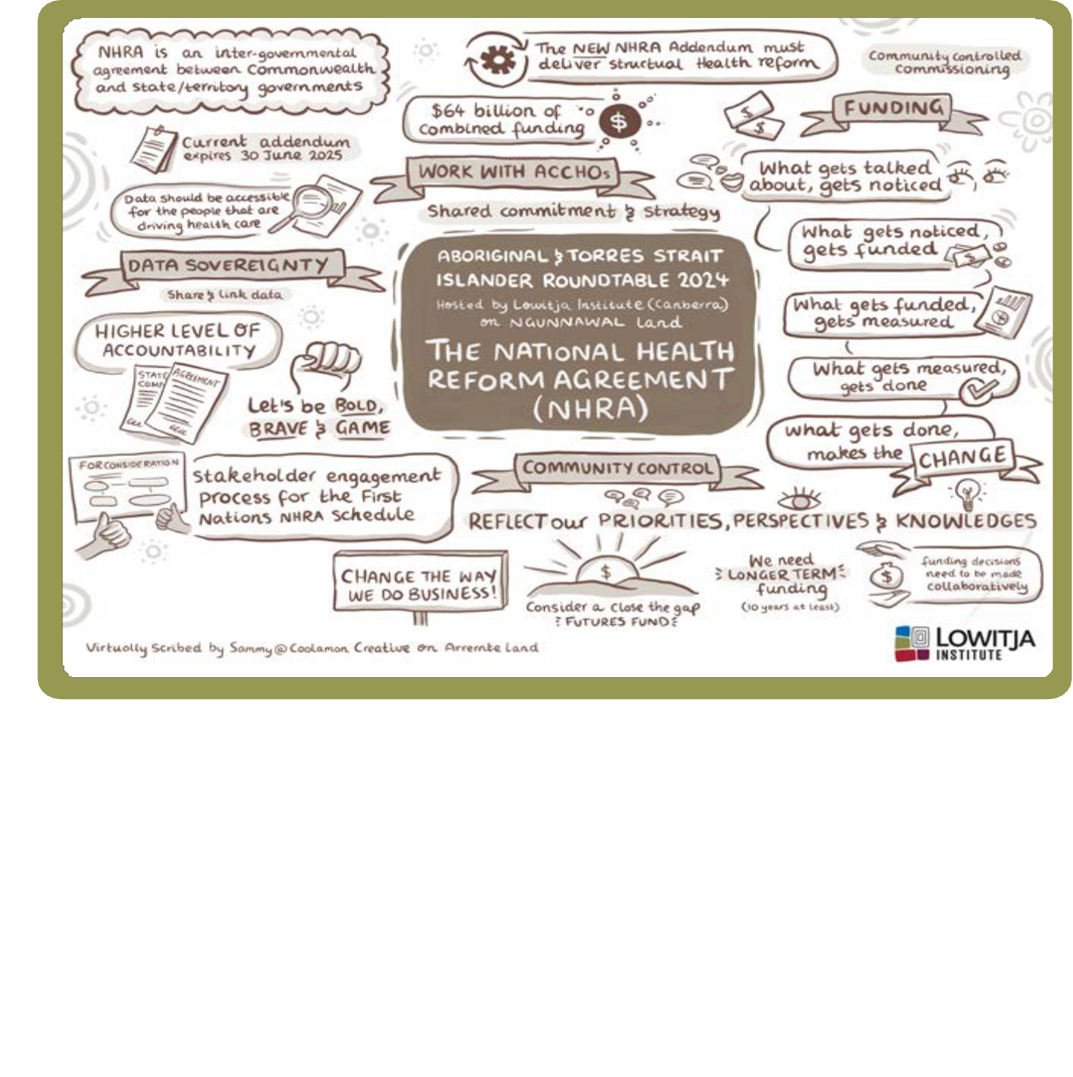 NHRA is an inter-governmental
agreement between Commonwealth
and state/territory governments
Current addendum
expires 30 June 2025
Data should be accessible
for the people that are
driving health care
DATA SOVEREIGNTY
Share & link data
HIGHER LEVEL OF
ACCOUNTABILITY
AGREEMENT
Let's be BOLD,
BRAVE & GAME
FOR CONSIDERATION
Stakeholder engagement
process for the First
Nations NHRA Schedule
The NEW NHRA Addendum must
deliver structual Health reform
$64 billion of
combined funding
$
WORK WITH ACCHOs
Shared commitment & strategy
ABORIGINAL & TORRES STRAIT
ISLANDER ROUNDTABLE 2024
Hosted by Lowitja Institute (Canberra)
on NGUNNAWAL Land
THE NATIONAL HEALTH
REFORM AGREEMENT
(NHRA)
Community controlled
commissioning
FUNDING
What gets talked
about, gets noticed
What gets noticed,
gets funded
What gets funded,
gets measured
What gets measured,
gets done
What gets done,
makes the CHANGE
COMMUNITY CONTROL
REFLECT our PRIORITIES, PERSPECTIVES & KNOWLEDGES
CHANGE THE WAY
WE DO BUSINESS!
$
Consider a close the gap
FUTURES FUND
We need
LONGER TERM
funding
(10 years at least)
$
funding decisions
need to be made
collaboratively
Virtually Scribed by Sammy @ Coolamon Creative on Arrernte Land
LOWITJA
INSTITUTE